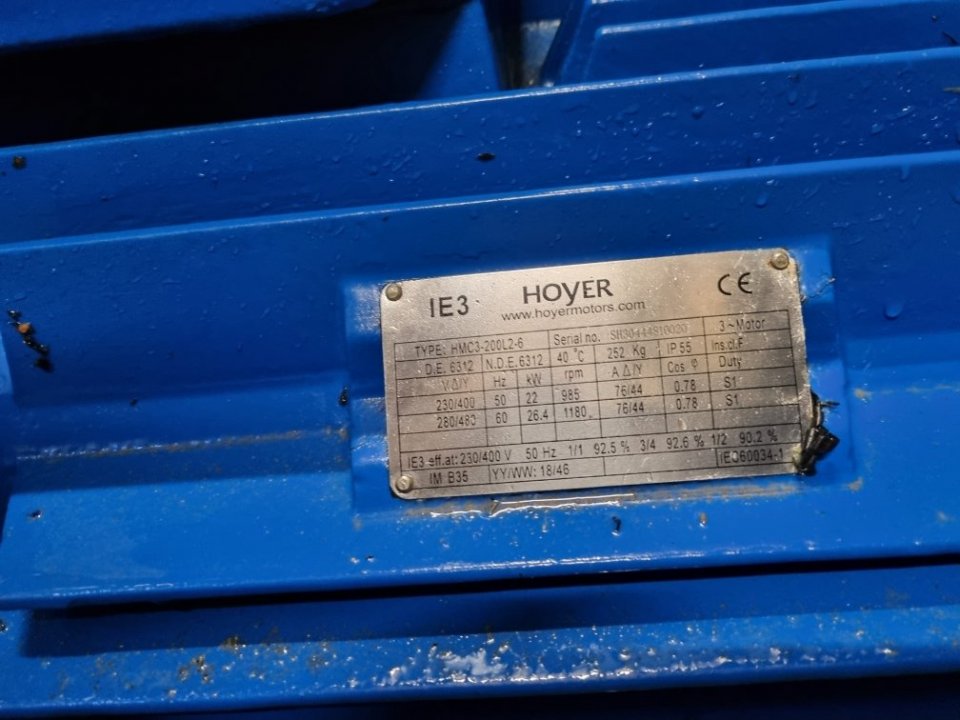 IE3 HOYER CE
www.hoyermotors.com
TYPE: HMC3-200L2-6 Serial no. 3~Motor
D.E. 6312 N.D.E. 6312 40 °C 252 Kg IP 55 Ins.cl.F
V Δ/Y Hz kW rpm A Δ/Y Cos φ Duty
230/400 50 22 985 76/44 0.78 S1
280/480 60 26.4 1180 76/44 0.78 S1
IE3 eff.at: 230/400 V 50 Hz 1/1 92.5 % 3/4 92.6 % 1/2 90.2 %
IM B35 YY/WW: 18/46 IEC60034-1